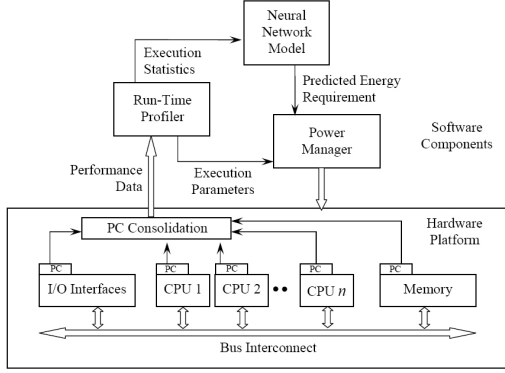 Neural
Network
Model
Execution
Statistics
Predicted Energy
Requirement
Run-Time
Profiler
Power
Manager
Software
Components
Performance
Data
Execution
Parameters
Hardware
Platform
PC Consolidation
PC
PC
PC
PC
PC
I/O Interfaces
CPU 1
CPU 2
CPU n
Memory
Bus Interconnect